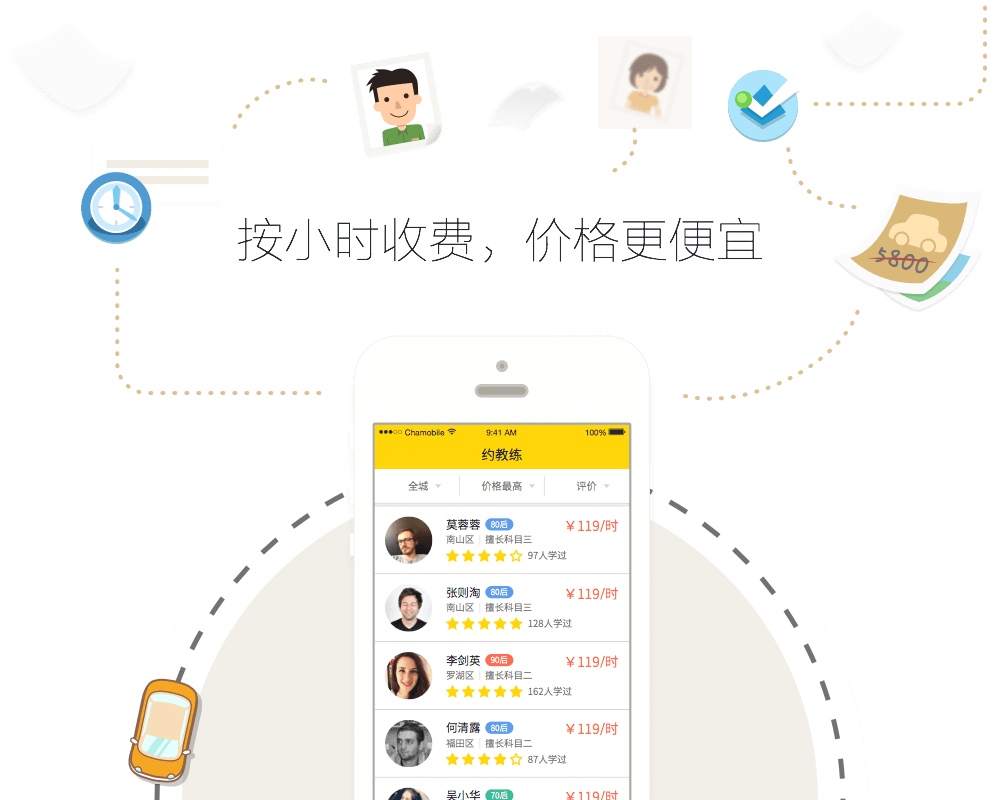 按小时收费，价格更便宜
5800
Chamobile 9:41 AM 100%
约教练
全城 价格最高 评价
莫蓉蓉 80后 ￥119/时
南山区 擅长科目三
97人学过
张则淘 80后 ￥119/时
南山区 擅长科目三
128人学过
李剑英 90后 ￥119/时
罗湖区 擅长科目二
162人学过
何清露 80后 ￥119/时
福田区 擅长科目二
87人学过
吴小华 70后 ￥119/时